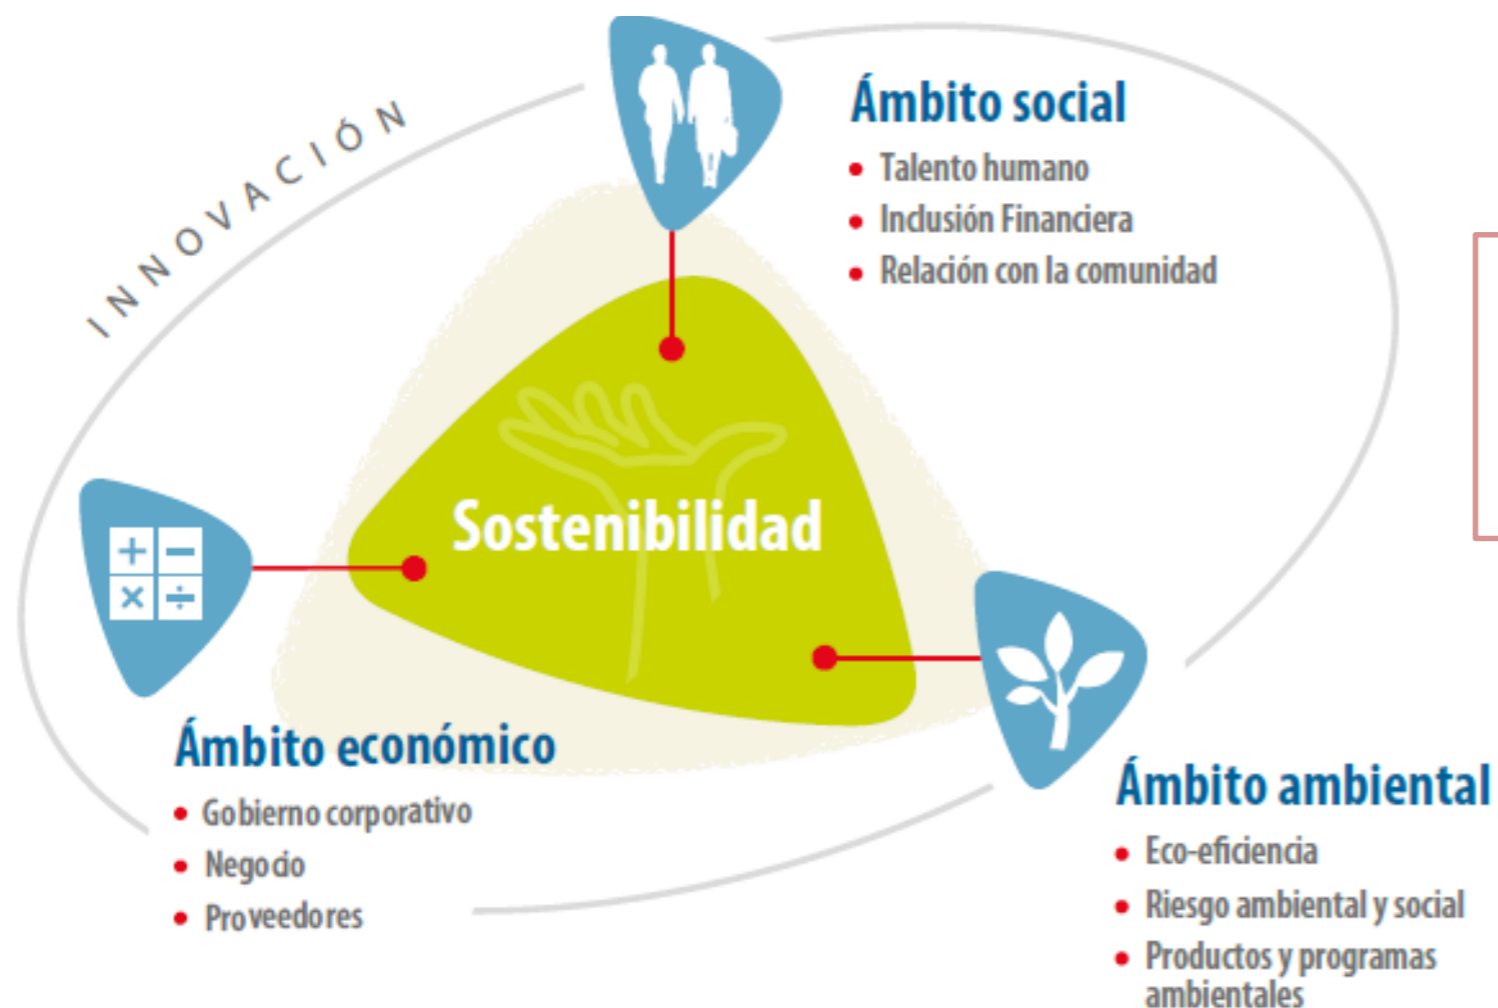 INNOVACIÓN
Ámbito social
• Talento humano
• Inclusión Financiera
• Relación con la comunidad
Sostenibilidad
Ámbito económico
• Gobierno corporativo
• Negocio
• Proveedores
Ámbito ambiental
• Eco-eficiencia
• Riesgo ambiental y social
• Productos y programas
ambientales